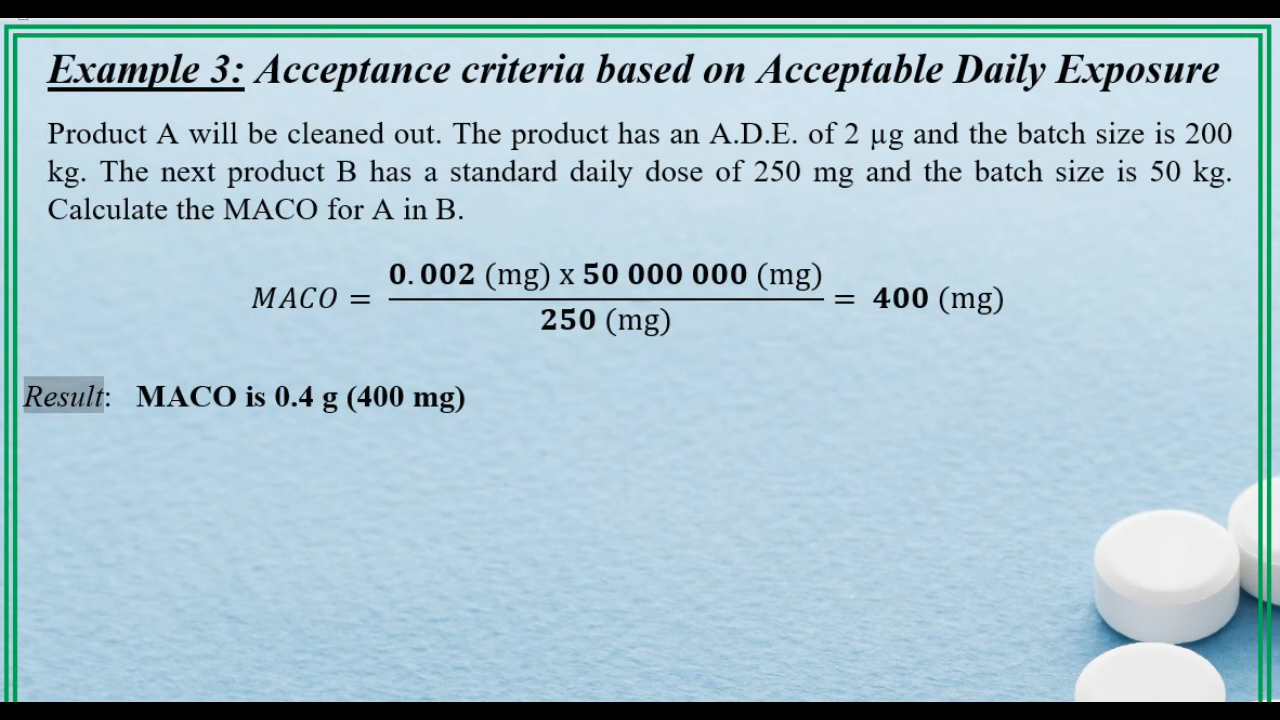 Example 3: Acceptance criteria based on Acceptable Daily Exposure
Product A will be cleaned out. The product has an A.D.E. of 2 µg and the batch size is 200
kg. The next product B has a standard daily dose of 250 mg and the batch size is 50 kg.
Calculate the MACO for A in B.
0.002 (mg) x 50 000 000 (mg)
MACO = = 400 (mg)
250 (mg)
Result: MACO is 0.4 g (400 mg)